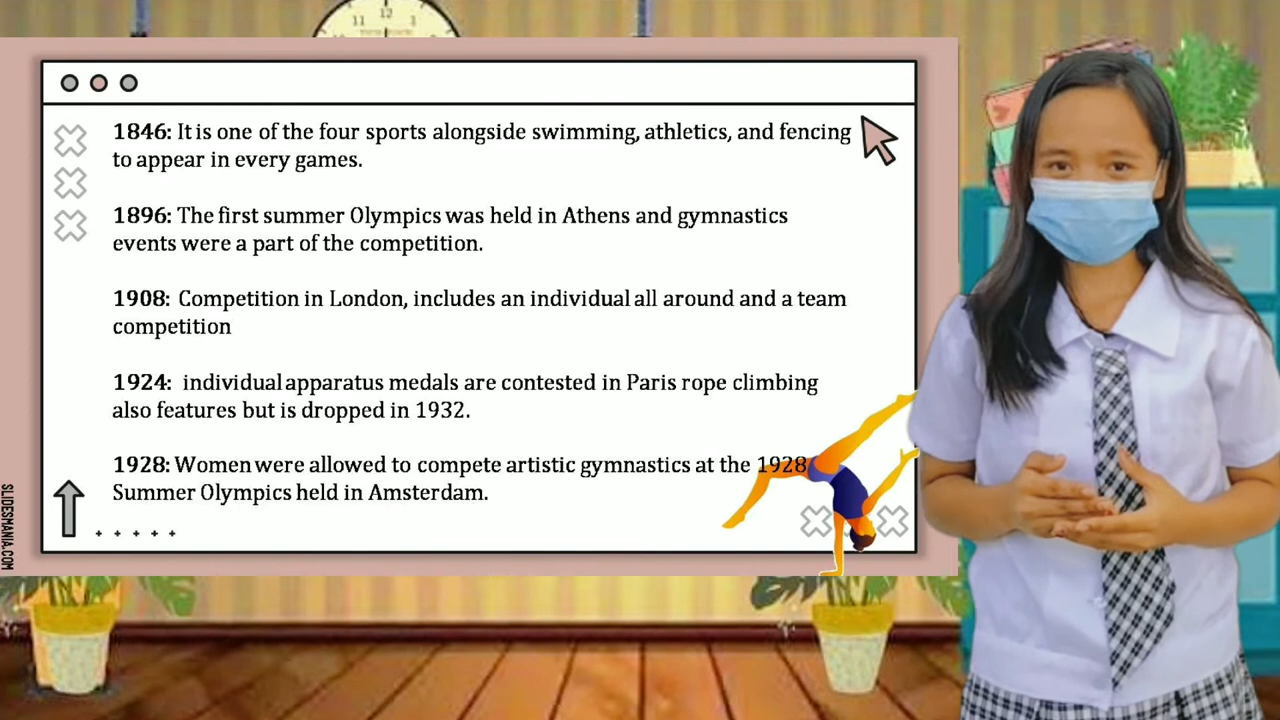 11 12 1
1846: It is one of the four sports alongside swimming, athletics, and fencing
to appear in every games.
1896: The first summer Olympics was held in Athens and gymnastics
events were a part of the competition.
1908: Competition in London, includes an individual all around and a team
competition
1924: individual apparatus medals are contested in Paris rope climbing
also features but is dropped in 1932.
1928: Women were allowed to compete artistic gymnastics at the 1928
Summer Olympics held in Amsterdam.
SLIDESMANIA.COM